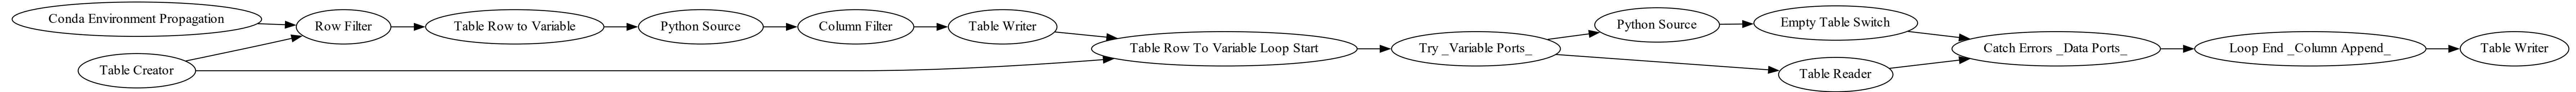 Conda Environment Propagation
Row Filter
Table Row to Variable
Python Source
Column Filter
Table Writer
Table Creator
Table Row To Variable Loop Start
Try _Variable Ports_
Python Source
Empty Table Switch
Table Reader
Catch Errors _Data Ports_
Loop End _Column Append_
Table Writer